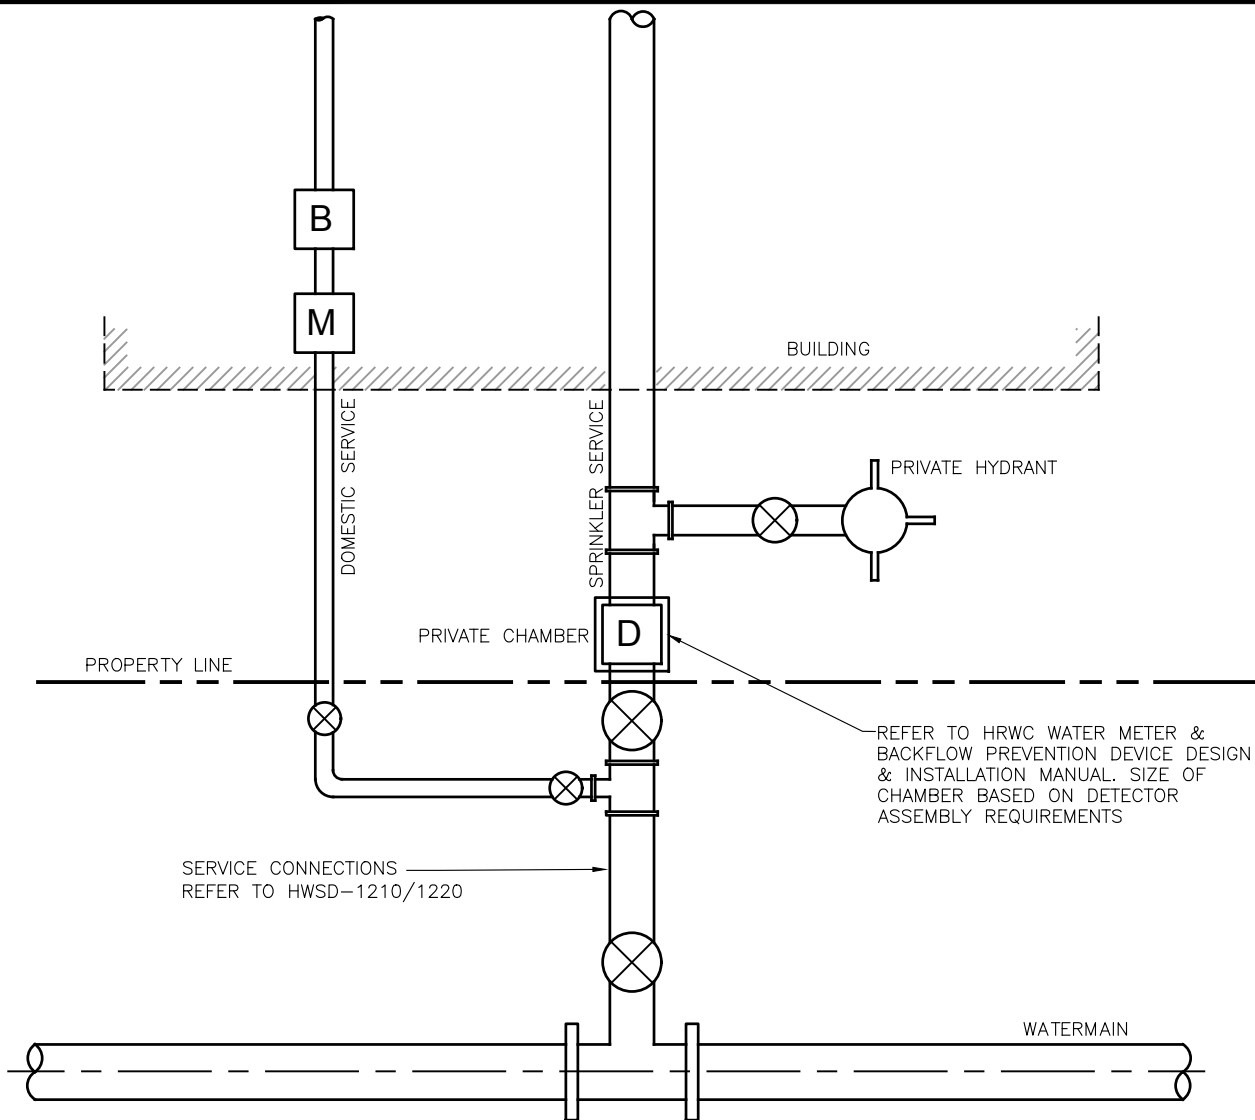 B
M
BUILDING
DOMESTIC SERVICE
SPRINKLER SERVICE
PRIVATE HYDRANT
PRIVATE CHAMBER
D
PROPERTY LINE
REFER TO HRWC WATER METER &
BACKFLOW PREVENTION DEVICE DESIGN
& INSTALLATION MANUAL. SIZE OF
CHAMBER BASED ON DETECTOR
ASSEMBLY REQUIREMENTS
SERVICE CONNECTIONS
REFER TO HWSD-1210/1220
WATERMAIN